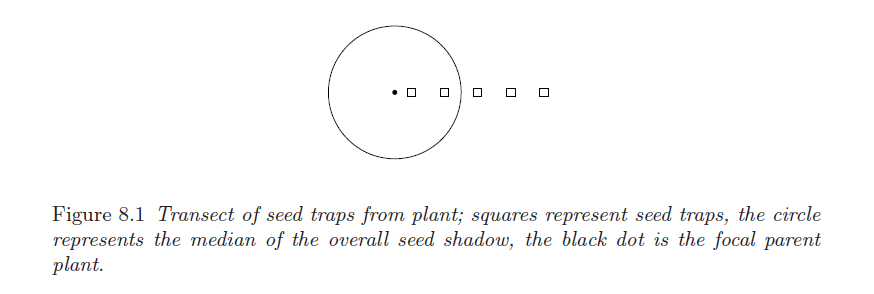 Figure 8.1 Transect of seed traps from plant; squares represent seed traps, the circle
represents the median of the overall seed shadow, the black dot is the focal parent
plant.